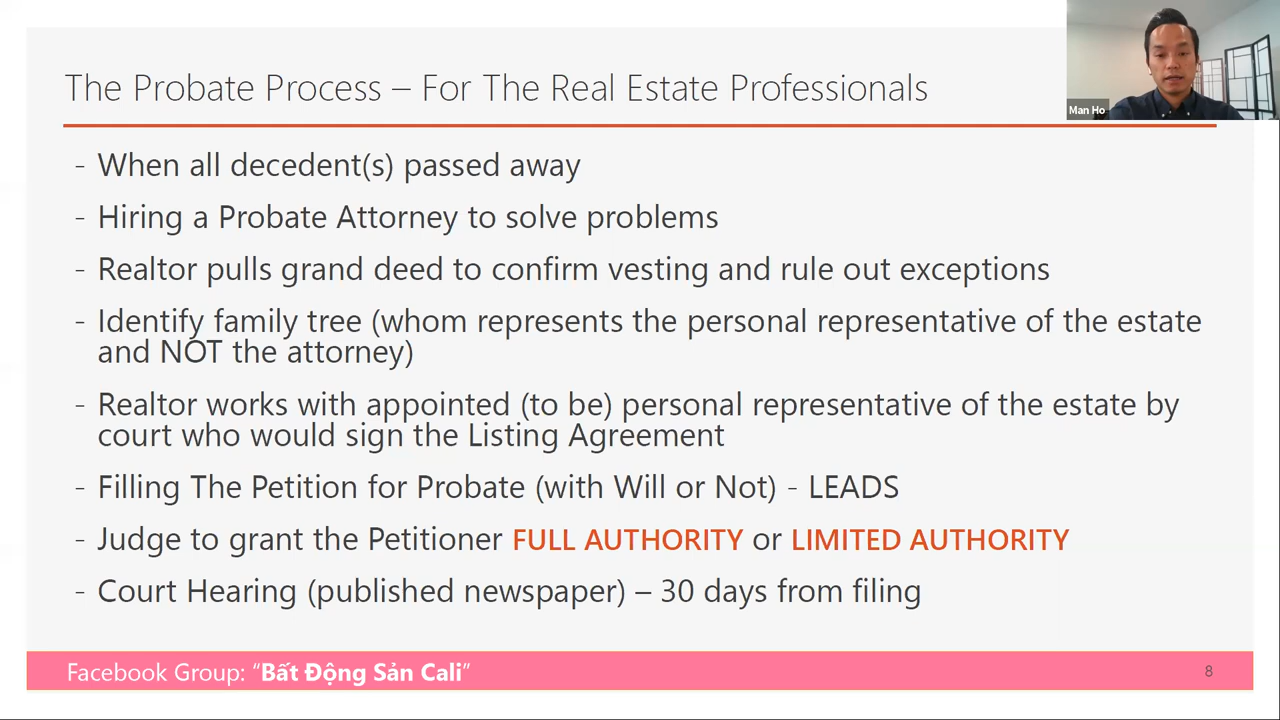 The Probate Process – For The Real Estate Professionals
Man Ho
- When all decedent(s) passed away
- Hiring a Probate Attorney to solve problems
- Realtor pulls grand deed to confirm vesting and rule out exceptions
- Identify family tree (whom represents the personal representative of the estate
and NOT the attorney)
- Realtor works with appointed (to be) personal representative of the estate by
court who would sign the Listing Agreement
- Filling The Petition for Probate (with Will or Not) - LEADS
- Judge to grant the Petitioner FULL AUTHORITY or LIMITED AUTHORITY
- Court Hearing (published newspaper) – 30 days from filing
Facebook Group: “Bất Động Sản Cali”
8